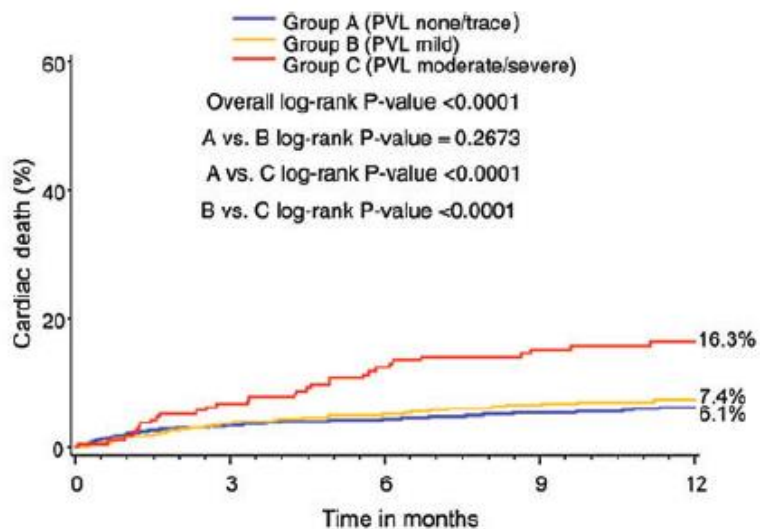 Group A (PVL none/trace)
Group B (PVL mild)
Group C (PVL moderate/severe)
Overall log-rank P-value <0.0001
A vs. B log-rank P-value = 0.2673
A vs. C log-rank P-value <0.0001
B vs. C log-rank P-value <0.0001
Cardiac death (%)
60
40
20
0
16.3%
7.4%
6.1%
0 3 6 9 12
Time in months